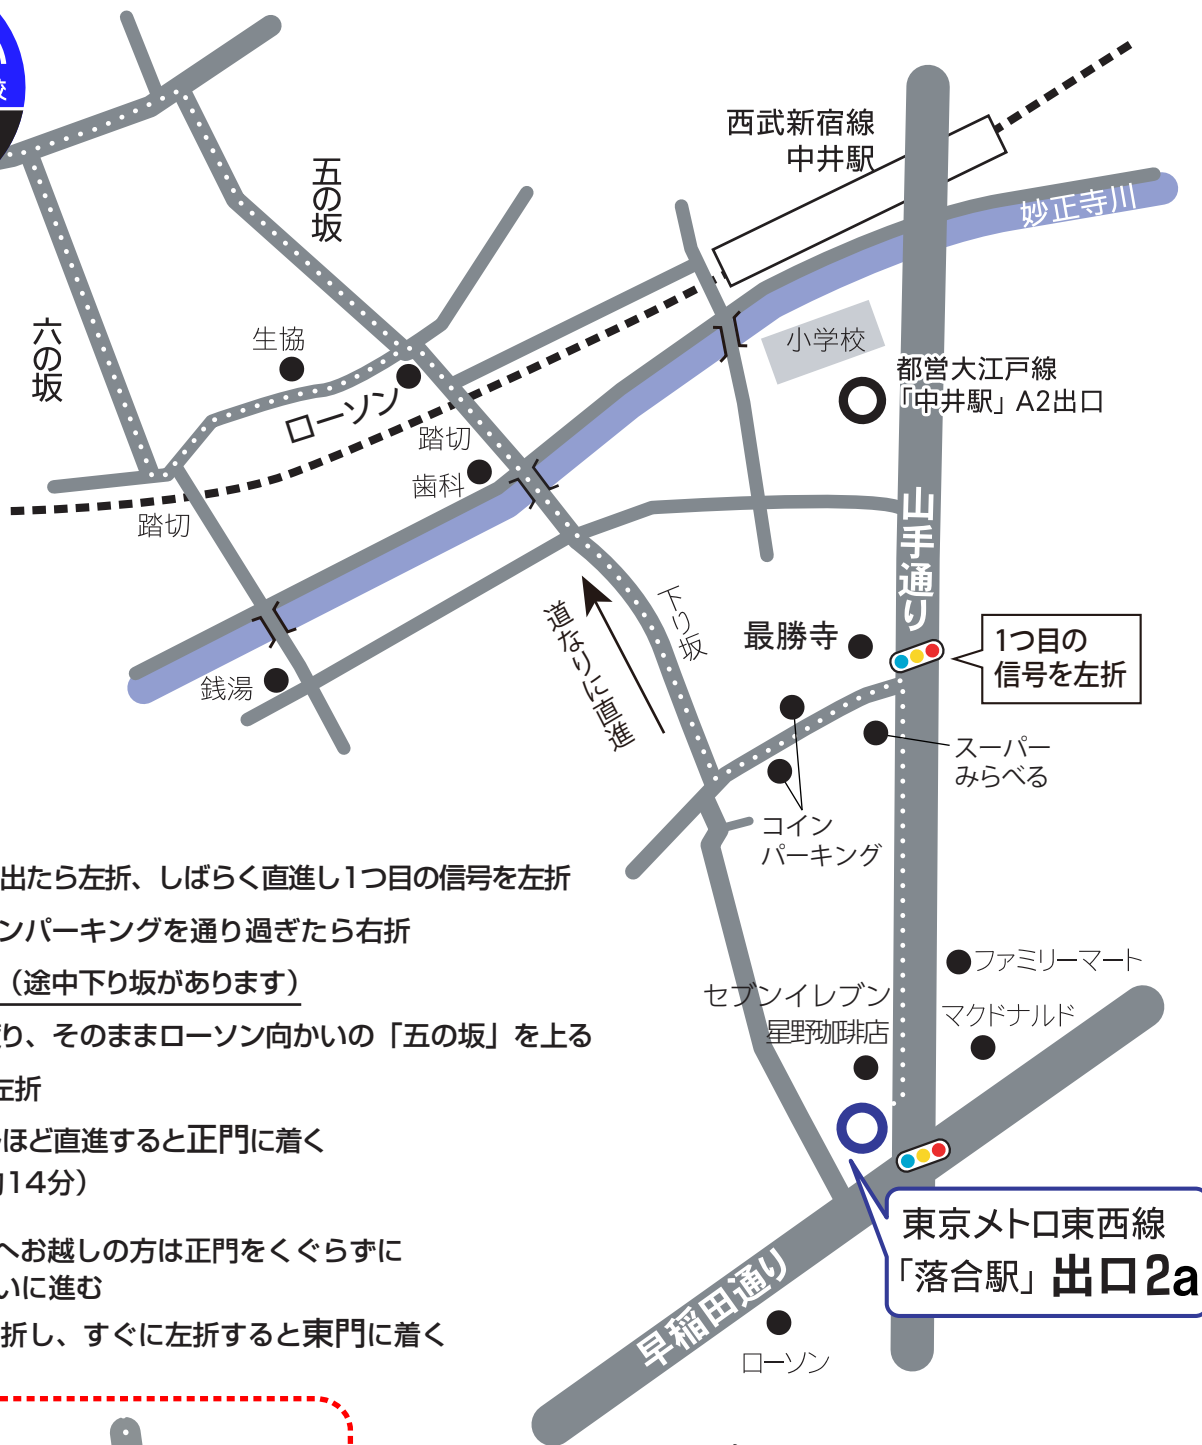 校
西武新宿線
中井駅
妙正寺川
五の坂
六の坂
生協
ローソン
小学校
都営大江戸線
「中井駅」A2出口
踏切
歯科
踏切
山手通り
道なりに直進
下り坂
最勝寺
1つ目の
信号を左折
銭湯
スーパー
みらべる
コイン
パーキング
出たら左折、しばらく直進し1つ目の信号を左折
ンパーキングを通り過ぎたら右折
（途中下り坂があります）
り、そのままローソン向かいの「五の坂」を上る
左折
ほど直進すると正門に着く
14分）
へお越しの方は正門をくぐらずに
いに進む
折し、すぐに左折すると東門に着く
ファミリーマート
セブンイレブン
星野珈琲店
マクドナルド
東京メトロ東西線
「落合駅」出口2a
早稲田通り
ローソン